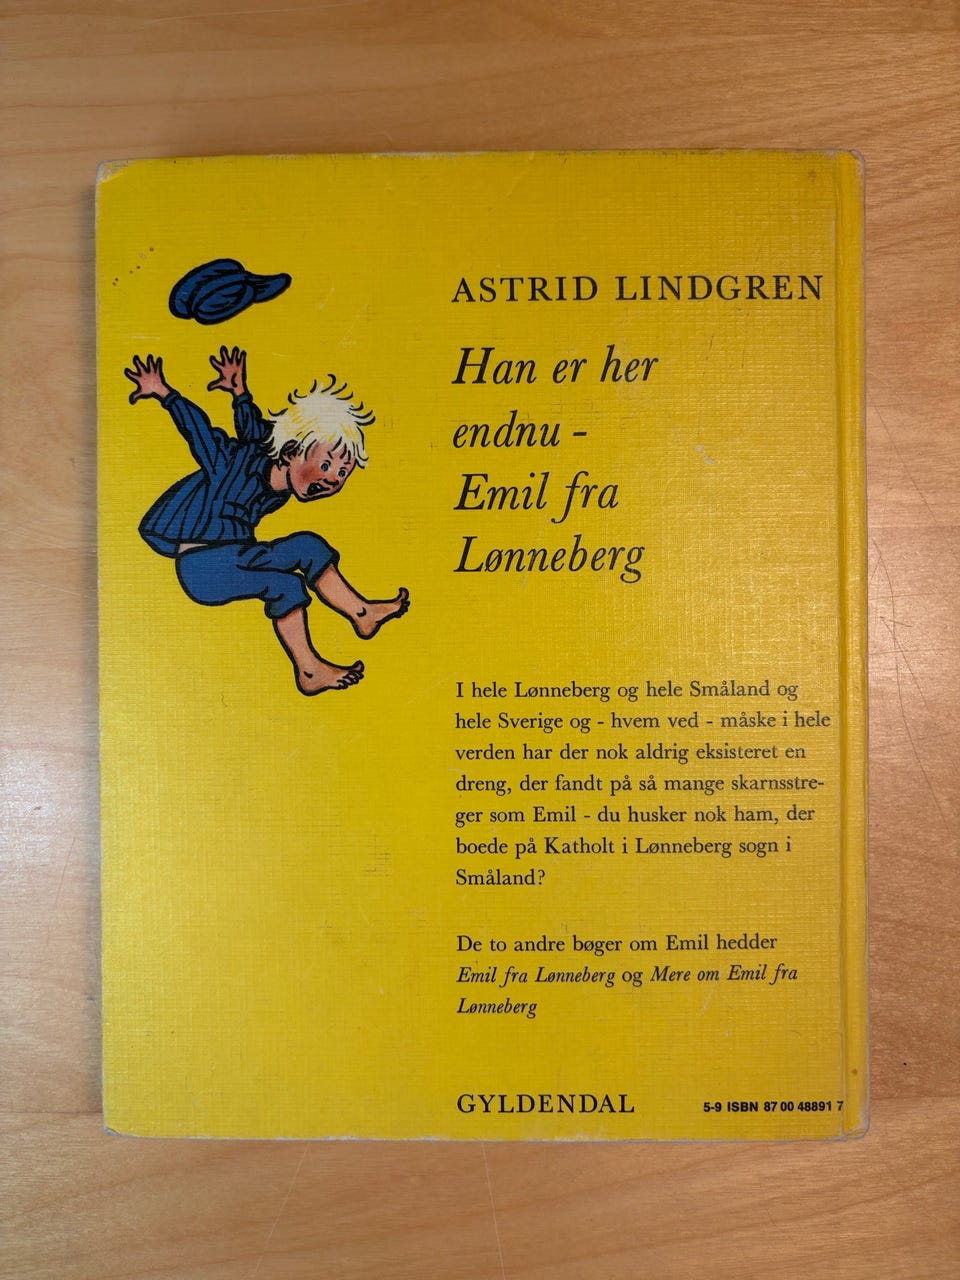 ASTRID LINDGREN
Han er her
endnu -
Emil fra
Lønneberg
I hele Lønneberg og hele Småland og
hele Sverige og - hvem ved - måske i hele
verden har der nok aldrig eksisteret en
dreng, der fandt på så mange skarnsstre-
ger som Emil - du husker nok ham, der
boede på Katholt i Lønneberg sogn i
Småland?
De to andre bøger om Emil hedder
Emil fra Lønneberg og Mere om Emil fra
Lønneberg
GYLDENDAL 5-9 ISBN 87 00 48891 7